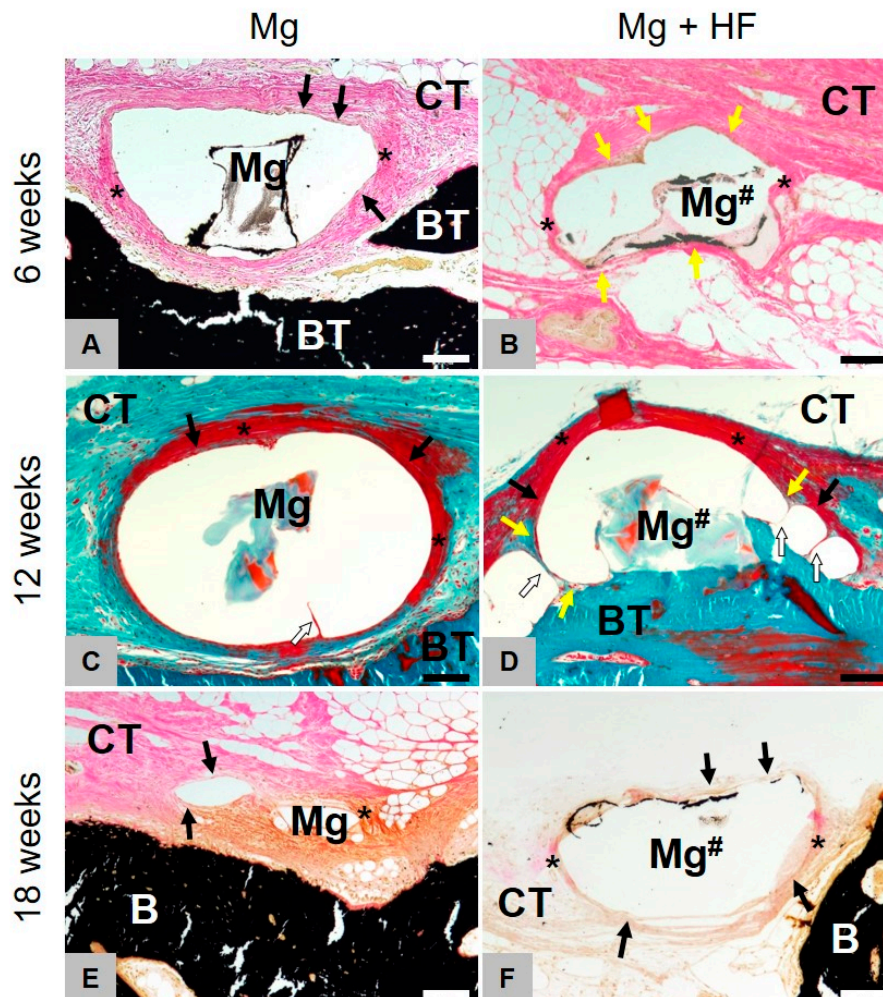 Mg
Mg + HF
6 weeks
CT
Mg
*
*
BT
BT
A
CT
Mg#
*
*
B
12 weeks
CT
*
Mg
*
BT
C
CT
*
*
Mg#
BT
D
18 weeks
CT
Mg *
B
E
Mg#
*
*
CT
B
F